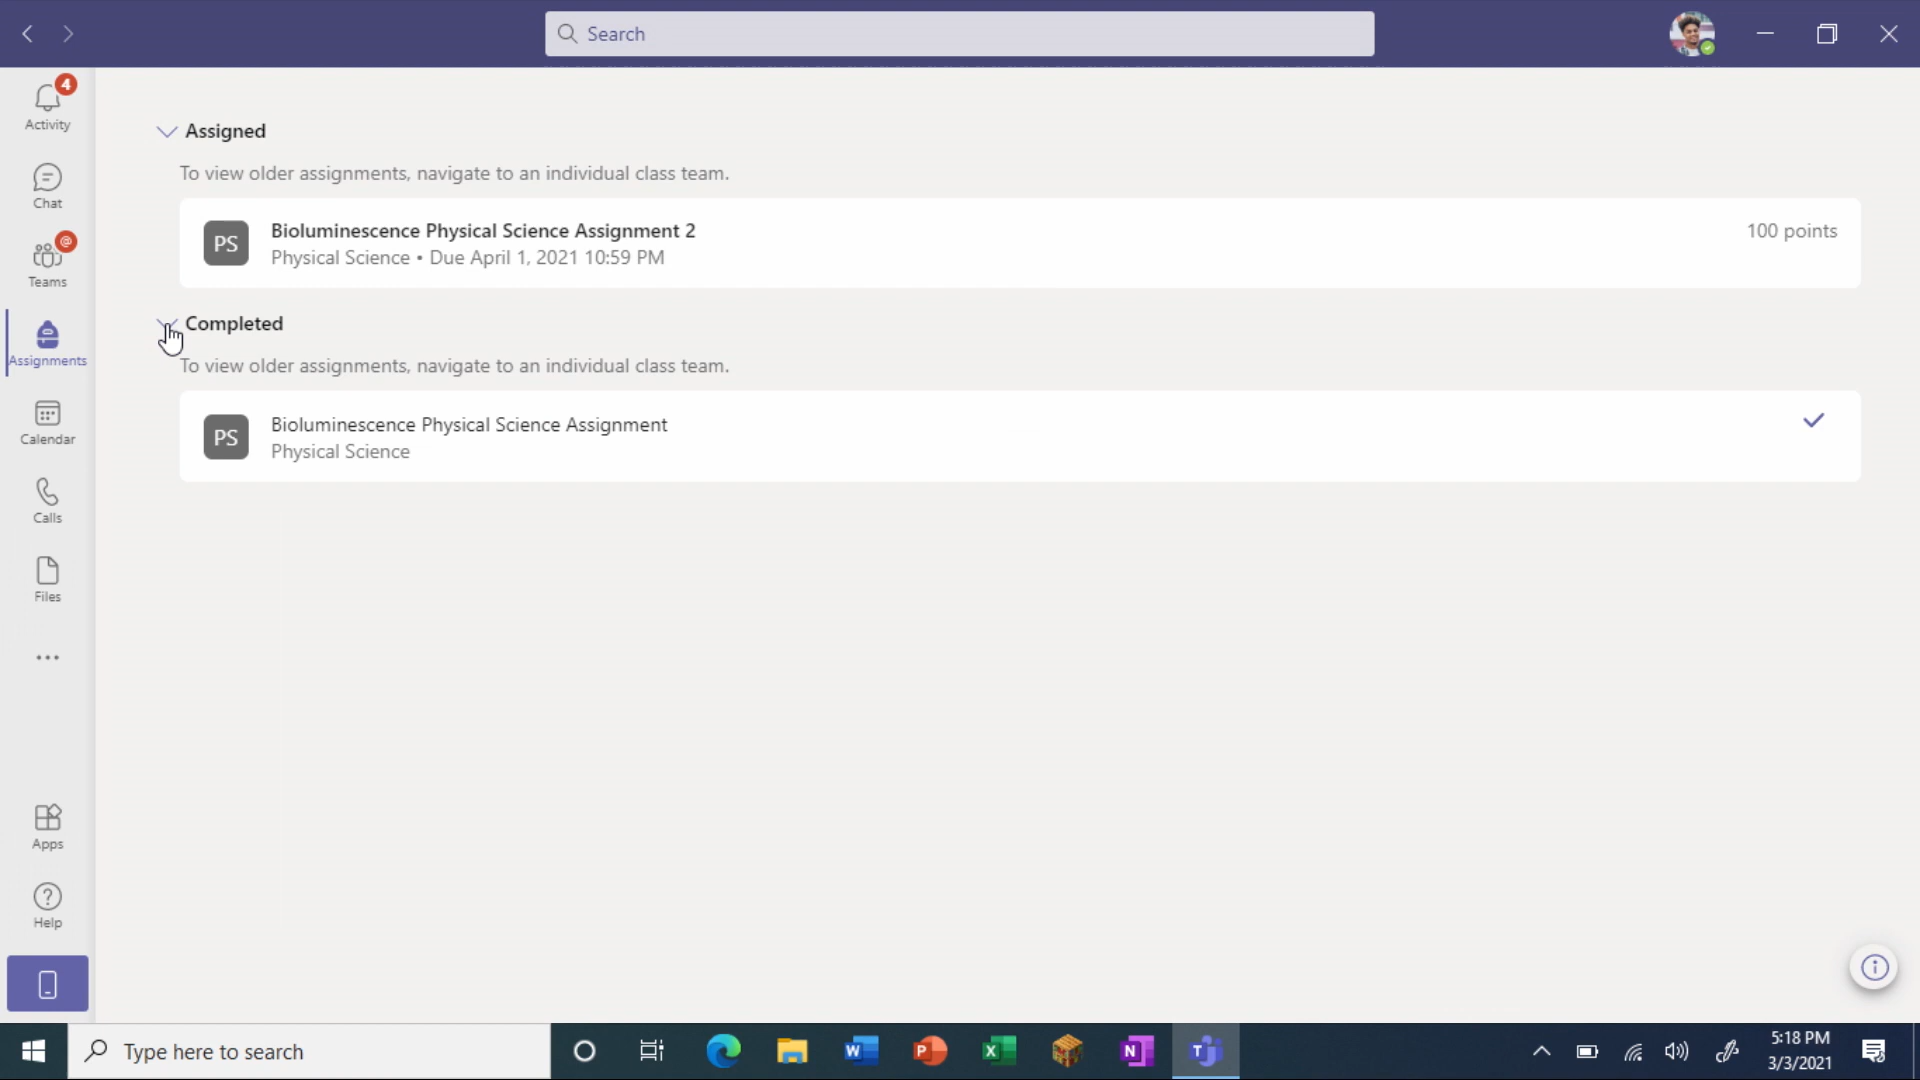 Search
4
Activity
Chat
@
Teams
Assignments
Calendar
Calls
Files
Apps
Help
Assigned
To view older assignments, navigate to an individual class team.
PS
Bioluminescence Physical Science Assignment 2
100 points
Physical Science • Due April 1, 2021 10:59 PM
Completed
To view older assignments, navigate to an individual class team.
PS
Bioluminescence Physical Science Assignment
Physical Science
Type here to search
W
P
X
N
T
5:18 PM
3/3/2021